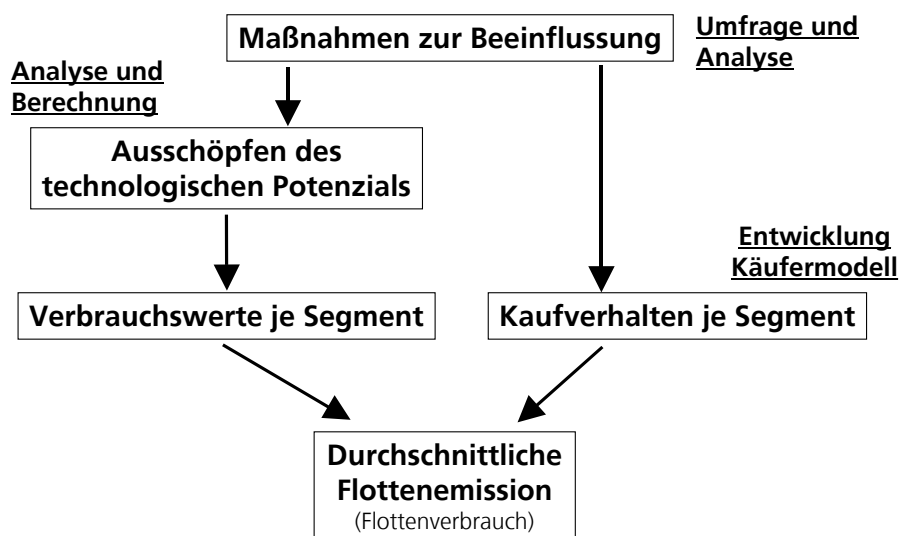 Maßnahmen zur Beeinflussung
Umfrage und
Analyse
Analyse und
Berechnung
Ausschöpfen des
technologischen Potenzials
Entwicklung
Käufermodell
Verbrauchswerte je Segment
Kaufverhalten je Segment
Durchschnittliche
Flottenemission
(Flottenverbrauch)